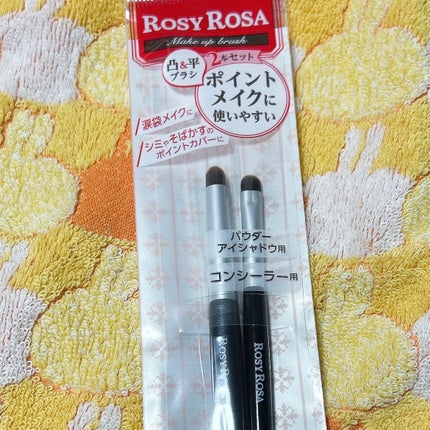 ROSY ROSA
Make up brush
凸&平
ブラシ
2本セット
ポイント
メイクに
使いやすい
涙袋メイクに
シミやそばかすの
ポイントカバーに
パウダー
アイシャドウ用
コンシーラー用
ROSY ROSA
ROSY ROSA